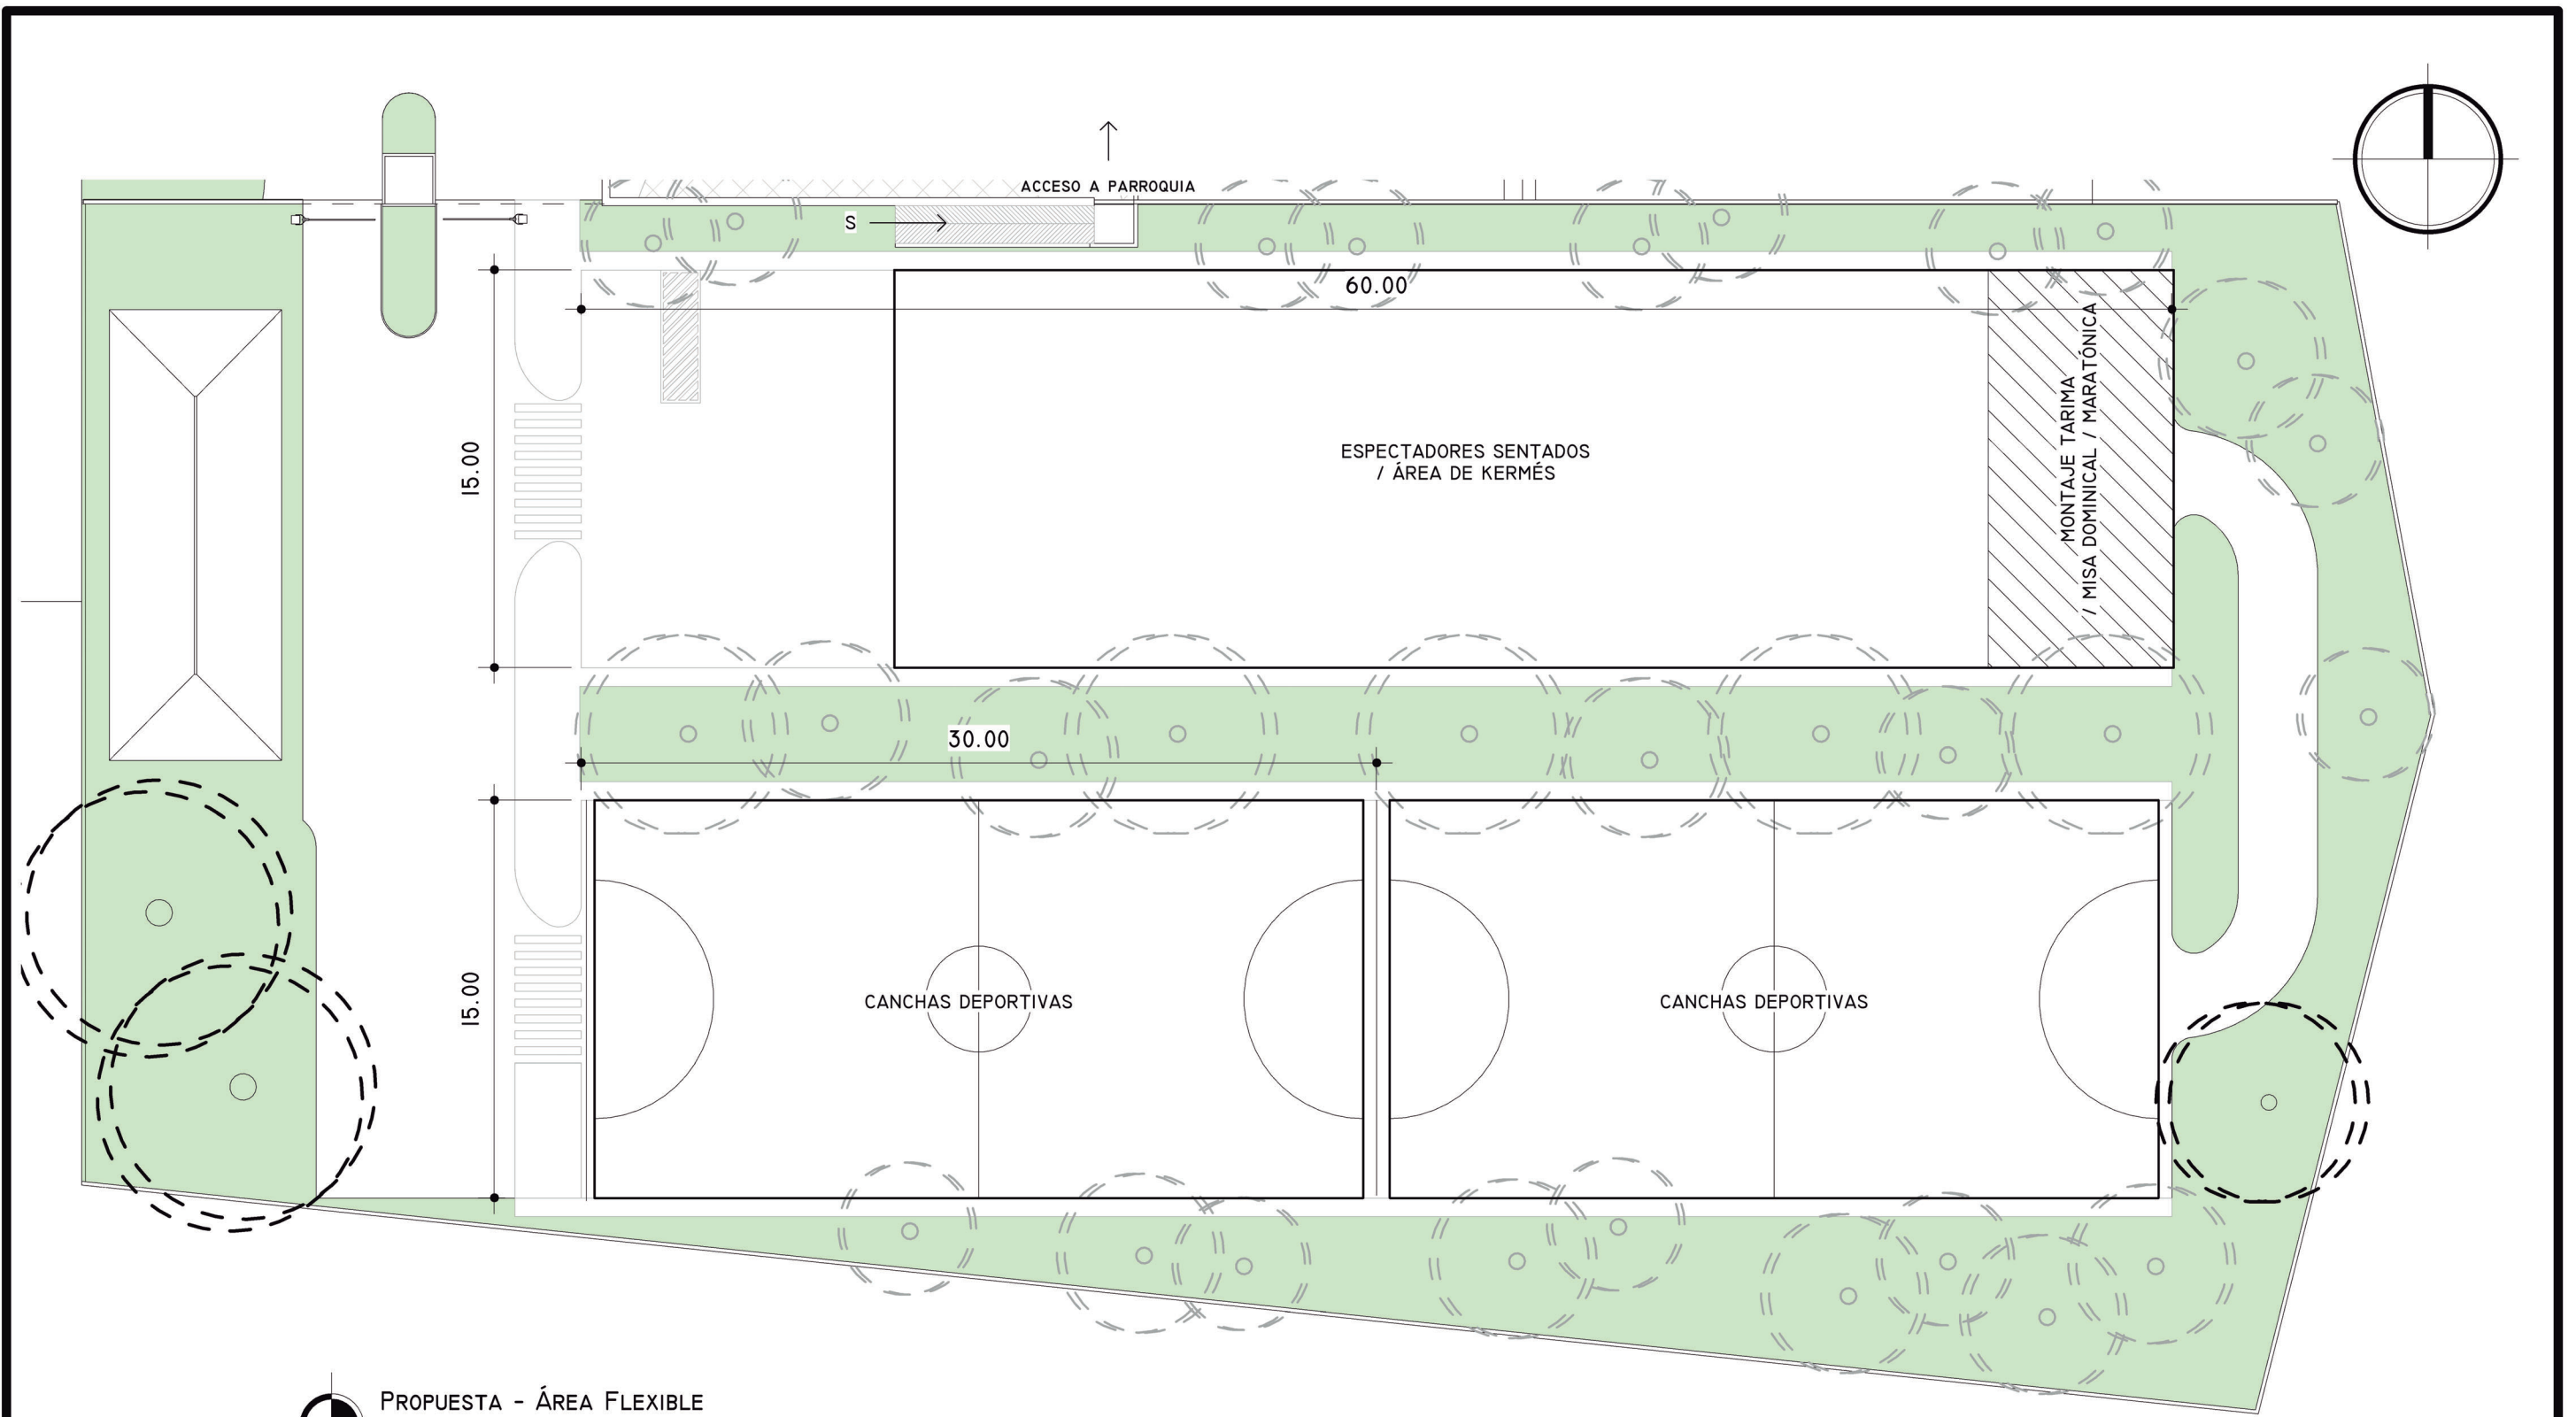 ACCESO A PARROQUIA
S
60.00
15.00
ESPECTADORES SENTADOS
/ ÁREA DE KERMÉS
MONTAJE TARIMA
/ MISA DOMINICAL / MARATÓNICA
30.00
15.00
CANCHAS DEPORTIVAS
CANCHAS DEPORTIVAS
PROPUESTA - ÁREA FLEXIBLE